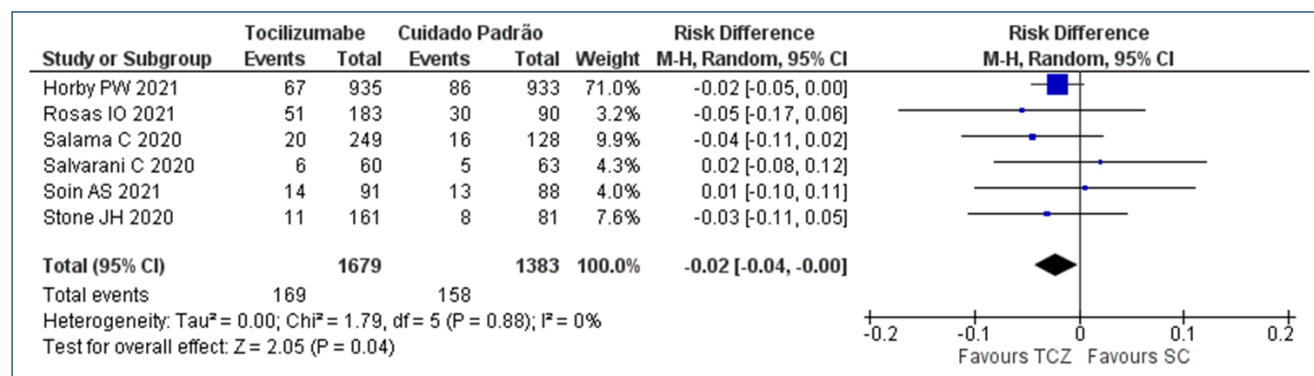 Tocilizumabe Cuidado Padrão Risk Difference Risk Difference
Study or Subgroup Events Total Events Total Weight M-H, Random, 95% CI M-H, Random, 95% CI
Horby PW 2021 67 935 86 933 71.0% -0.02 [-0.05, 0.00]
Rosas IO 2021 51 183 30 90 3.2% -0.05 [-0.17, 0.06]
Salama C 2020 20 249 16 128 9.9% -0.04 [-0.11, 0.02]
Salvarani C 2020 6 60 5 63 4.3% 0.02 [-0.08, 0.12]
Soin AS 2021 14 91 13 88 4.0% 0.01 [-0.10, 0.11]
Stone JH 2020 11 161 8 81 7.6% -0.03 [-0.11, 0.05]
Total (95% CI) 1679 1383 100.0% -0.02 [-0.04, -0.00]
Total events 169 158
Heterogeneity: Tau² = 0.00; Chi² = 1.79, df = 5 (P = 0.88); I² = 0%
Test for overall effect: Z = 2.05 (P = 0.04)
-0.2 -0.1 0 0.1 0.2
Favours TCZ Favours SC